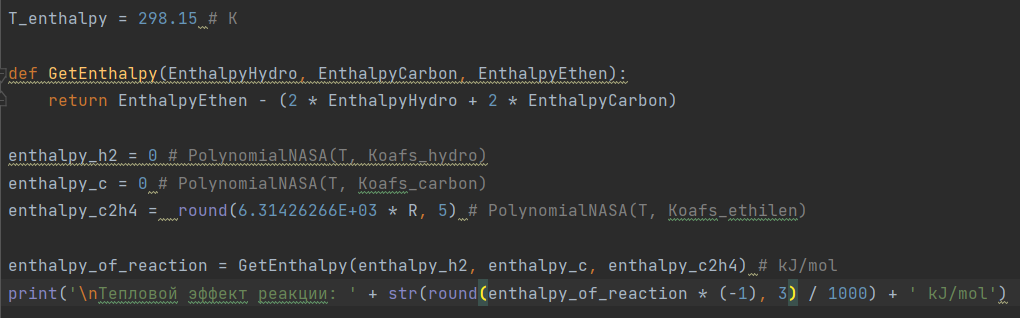 T_enthalpy = 298.15 # K
def GetEnthalpy(EnthalpyHydro, EnthalpyCarbon, EnthalpyEthen):
    return EnthalpyEthen - (2 * EnthalpyHydro + 2 * EnthalpyCarbon)
enthalpy_h2 = 0 # PolynomialNASA(T, Koafs_hydro)
enthalpy_c = 0 # PolynomialNASA(T, Koafs_carbon)
enthalpy_c2h4 =  round(6.31426266E+03 * R, 5) # PolynomialNASA(T, Koafs_ethilen)
enthalpy_of_reaction = GetEnthalpy(enthalpy_h2, enthalpy_c, enthalpy_c2h4) # kJ/mol
print('\nТепловой эффект реакции: ' + str(round(enthalpy_of_reaction * (-1), 3) / 1000) + ' kJ/mol')